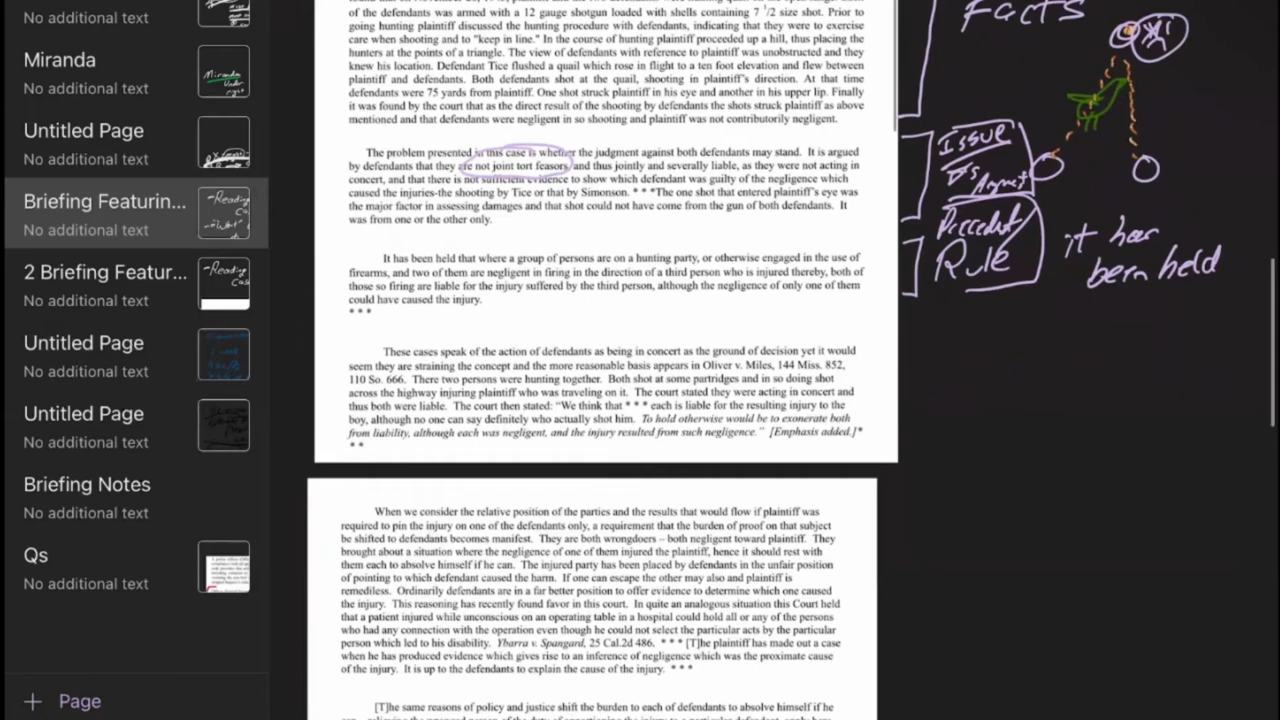 No additional text
Miranda
No additional text
Miranda
Under
right
Untitled Page
No additional text
Briefing Featurin...
No additional text
-Reading
Ca
2 Briefing Featur...
No additional text
-Reading
Cas
Untitled Page
No additional text
Untitled Page
No additional text
Briefing Notes
No additional text
Qs
No additional text
+ Page
of the defendants was armed with a 12 gauge shotgun loaded with shells containing 7 1/2 size shot. Prior to
going hunting plaintiff discussed the hunting procedure with defendants, indicating that they were to exercise
care when shooting and to "keep in line." In the course of hunting plaintiff proceeded up a hill, thus placing the
hunters at the points of a triangle. The view of defendants with reference to plaintiff was unobstructed and they
knew his location. Defendant Tice flushed a quail which rose in flight to a ten foot elevation and flew between
plaintiff and defendants. Both defendants shot at the quail, shooting in plaintiff's direction. At that time
defendants were 75 yards from plaintiff. One shot struck plaintiff in his eye and another in his upper lip. Finally
it was found by the court that as the direct result of the shooting by defendants the shots struck plaintiff as above
mentioned and that defendants were negligent in so shooting and plaintiff was not contributorily negligent.
The problem presented in this case is whether the judgment against both defendants may stand. It is argued
by defendants that they are not joint tort feasors, and thus jointly and severally liable, as they were not acting in
concert, and that there is not sufficient evidence to show which defendant was guilty of the negligence which
caused the injuries-the shooting by Tice or that by Simonson. * * *The one shot that entered plaintiff's eye was
the major factor in assessing damages and that shot could not have come from the gun of both defendants. It
was from one or the other only.
It has been held that where a group of persons are on a hunting party, or otherwise engaged in the use of
firearms, and two of them are negligent in firing in the direction of a third person who is injured thereby, both of
those so firing are liable for the injury suffered by the third person, although the negligence of only one of them
could have caused the injury.
* * *
These cases speak of the action of defendants as being in concert as the ground of decision yet it would
seem they are straining the concept and the more reasonable basis appears in Oliver v. Miles, 144 Miss. 852,
110 So. 666. There two persons were hunting together. Both shot at some partridges and in so doing shot
across the highway injuring plaintiff who was traveling on it. The court stated they were acting in concert and
thus both were liable. The court then stated: "We think that * * * each is liable for the resulting injury to the
boy, although no one can say definitely who actually shot him. To hold otherwise would be to exonerate both
from liability, although each was negligent, and the injury resulted from such negligence." [Emphasis added.]*
* *
When we consider the relative position of the parties and the results that would flow if plaintiff was
required to pin the injury on one of the defendants only, a requirement that the burden of proof on that subject
be shifted to defendants becomes manifest. They are both wrongdoers – both negligent toward plaintiff. They
brought about a situation where the negligence of one of them injured the plaintiff, hence it should rest with
them each to absolve himself if he can. The injured party has been placed by defendants in the unfair position
of pointing to which defendant caused the harm. If one can escape the other may also and plaintiff is
remediless. Ordinarily defendants are in a far better position to offer evidence to determine which one caused
the injury. This reasoning has recently found favor in this court. In quite an analogous situation this Court held
that a patient injured while unconscious on an operating table in a hospital could hold all or any of the persons
who had any connection with the operation even though he could not select the particular acts by the particular
person which led to his disability. Ybarra v. Spangard, 25 Cal.2d 486. * * * [T]he plaintiff has made out a case
when he has produced evidence which gives rise to an inference of negligence which was the proximate cause
of the injury. It is up to the defendants to explain the cause of the injury. * * *
[T]he same reasons of policy and justice shift the burden to each of defendants to absolve himself if he
Facts
Issue
Precedent/
Rule
it has
been held